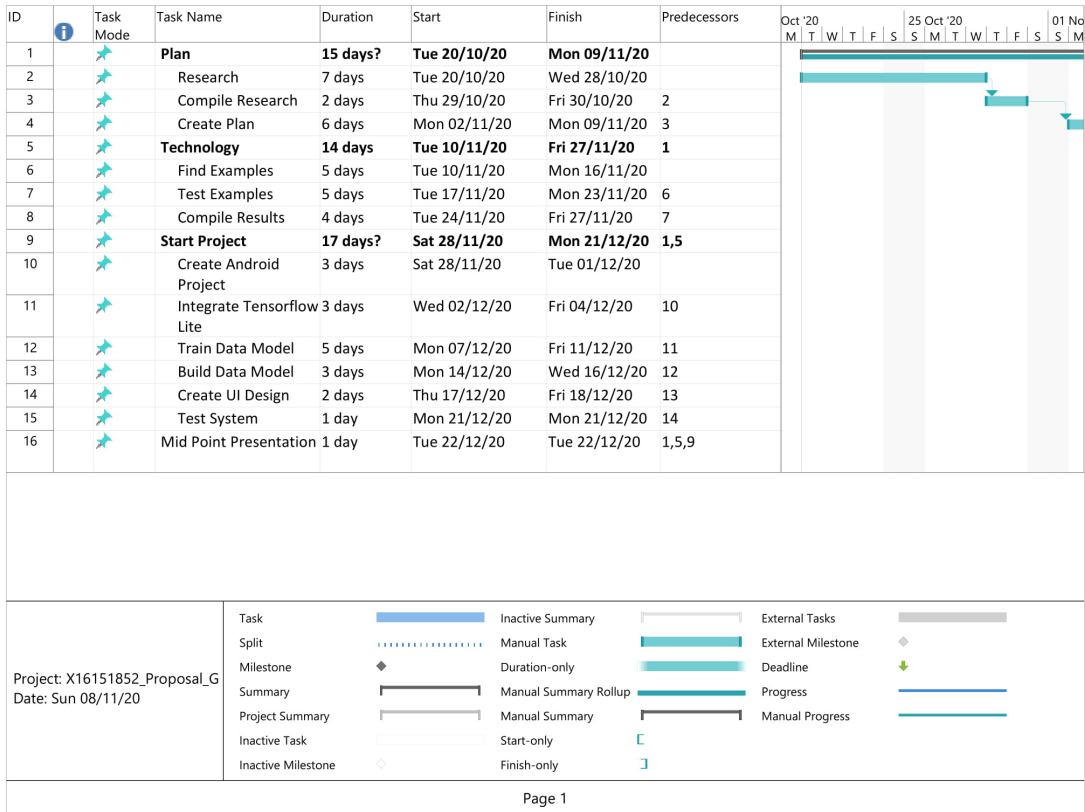 ID Task Mode Task Name Duration Start Finish Predecessors
Oct '20 25 Oct '20 01 No
M T W T F S S M T W T F S S M
1 Plan 15 days? Tue 20/10/20 Mon 09/11/20
2 Research 7 days Tue 20/10/20 Wed 28/10/20
3 Compile Research 2 days Thu 29/10/20 Fri 30/10/20 2
4 Create Plan 6 days Mon 02/11/20 Mon 09/11/20 3
5 Technology 14 days Tue 10/11/20 Fri 27/11/20 1
6 Find Examples 5 days Tue 10/11/20 Mon 16/11/20
7 Test Examples 5 days Tue 17/11/20 Mon 23/11/20 6
8 Compile Results 4 days Tue 24/11/20 Fri 27/11/20 7
9 Start Project 17 days? Sat 28/11/20 Mon 21/12/20 1,5
10 Create Android 3 days Sat 28/11/20 Tue 01/12/20
Project
11 Integrate Tensorflow 3 days Wed 02/12/20 Fri 04/12/20 10
Lite
12 Train Data Model 5 days Mon 07/12/20 Fri 11/12/20 11
13 Build Data Model 3 days Mon 14/12/20 Wed 16/12/20 12
14 Create UI Design 2 days Thu 17/12/20 Fri 18/12/20 13
15 Test System 1 day Mon 21/12/20 Mon 21/12/20 14
16 Mid Point Presentation 1 day Tue 22/12/20 Tue 22/12/20 1,5,9
Project: X16151852_Proposal_G
Date: Sun 08/11/20
Task Inactive Summary External Tasks
Split Manual Task External Milestone
Milestone Duration-only Deadline
Summary Manual Summary Rollup Progress
Project Summary Manual Summary Manual Progress
Inactive Task Start-only
Inactive Milestone Finish-only
Page 1